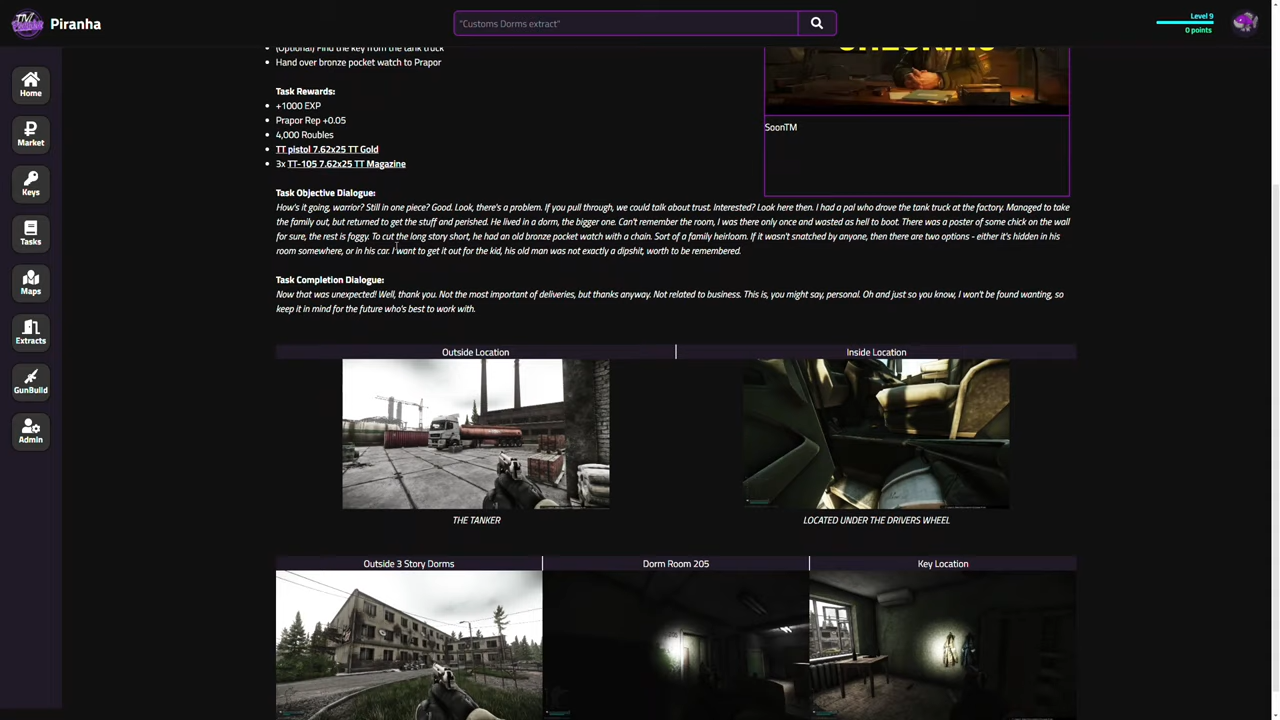 Piranha
"Customs Dorms extract"
Level 9
0 points
Home
Market
Keys
Tasks
Maps
Extracts
GunBuild
Admin
(Optional) Find the key from the tank truck
Hand over bronze pocket watch to Prapor
CHECKING
SoonTM
Task Rewards:
+1000 EXP
Prapor Rep +0.05
4,000 Roubles
TT pistol 7.62x25 TT Gold
3x TT-105 7.62x25 TT Magazine
Task Objective Dialogue:
How's it going, warrior? Still in one piece? Good. Look, there's a problem. If you pull through, we could talk about trust. Interested? Look here then. I had a pal who drove the tank truck at the factory. Managed to take
the family out, but returned to get the stuff and perished. He lived in a dorm, the bigger one. Can't remember the room, I was there only once and wasted as hell to boot. There was a poster of some chick on the wall
for sure, the rest is foggy. To cut the long story short, he had an old bronze pocket watch with a chain. Sort of a family heirloom. If it wasn't snatched by anyone, then there are two options - either it's hidden in his
room somewhere, or in his car. I want to get it out for the kid, his old man was not exactly a dipshit, worth to be remembered.
Task Completion Dialogue:
Now that was unexpected! Well, thank you. Not the most important of deliveries, but thanks anyway. Not related to business. This is, you might say, personal. Oh and just so you know, I won't be found wanting, so
keep it in mind for the future who's best to work with.
Outside Location
Inside Location
THE TANKER
LOCATED UNDER THE DRIVERS WHEEL
Outside 3 Story Dorms
Dorm Room 205
Key Location